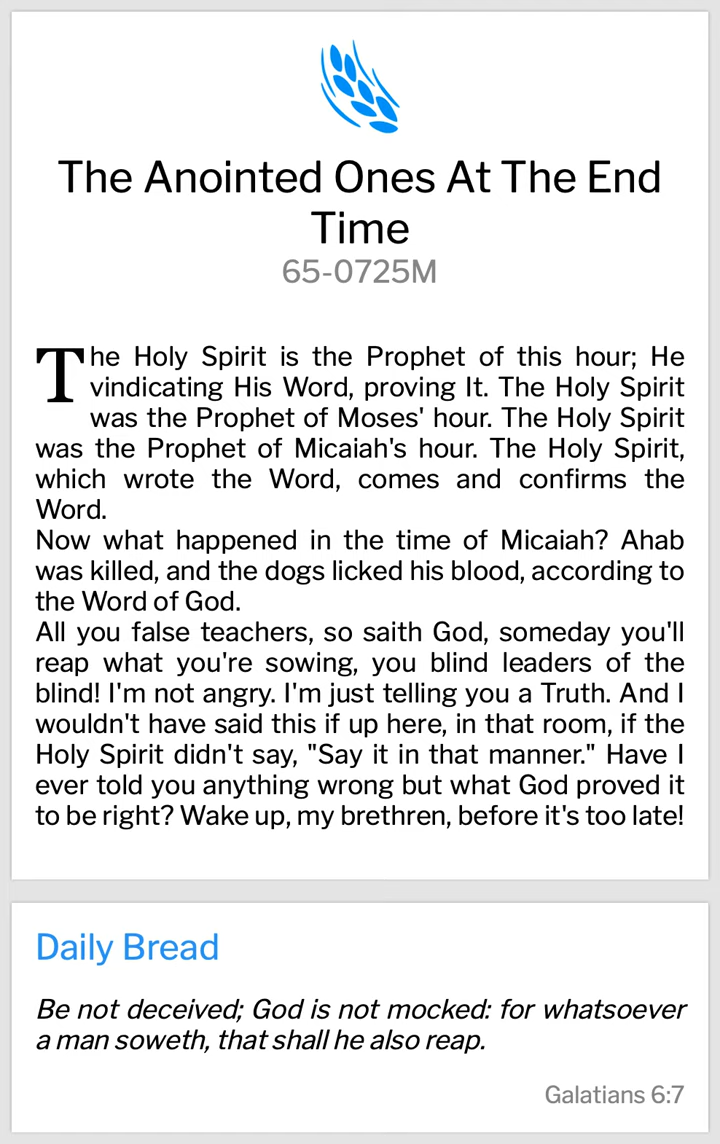 The Anointed Ones At The End
Time
65-0725M
The Holy Spirit is the Prophet of this hour; He
vindicating His Word, proving It. The Holy Spirit
was the Prophet of Moses' hour. The Holy Spirit
was the Prophet of Micaiah's hour. The Holy Spirit,
which wrote the Word, comes and confirms the
Word.
Now what happened in the time of Micaiah? Ahab
was killed, and the dogs licked his blood, according to
the Word of God.
All you false teachers, so saith God, someday you'll
reap what you're sowing, you blind leaders of the
blind! I'm not angry. I'm just telling you a Truth. And I
wouldn't have said this if up here, in that room, if the
Holy Spirit didn't say, "Say it in that manner." Have I
ever told you anything wrong but what God proved it
to be right? Wake up, my brethren, before it's too late!
Daily Bread
Be not deceived; God is not mocked: for whatsoever
a man soweth, that shall he also reap.
Galatians 6:7